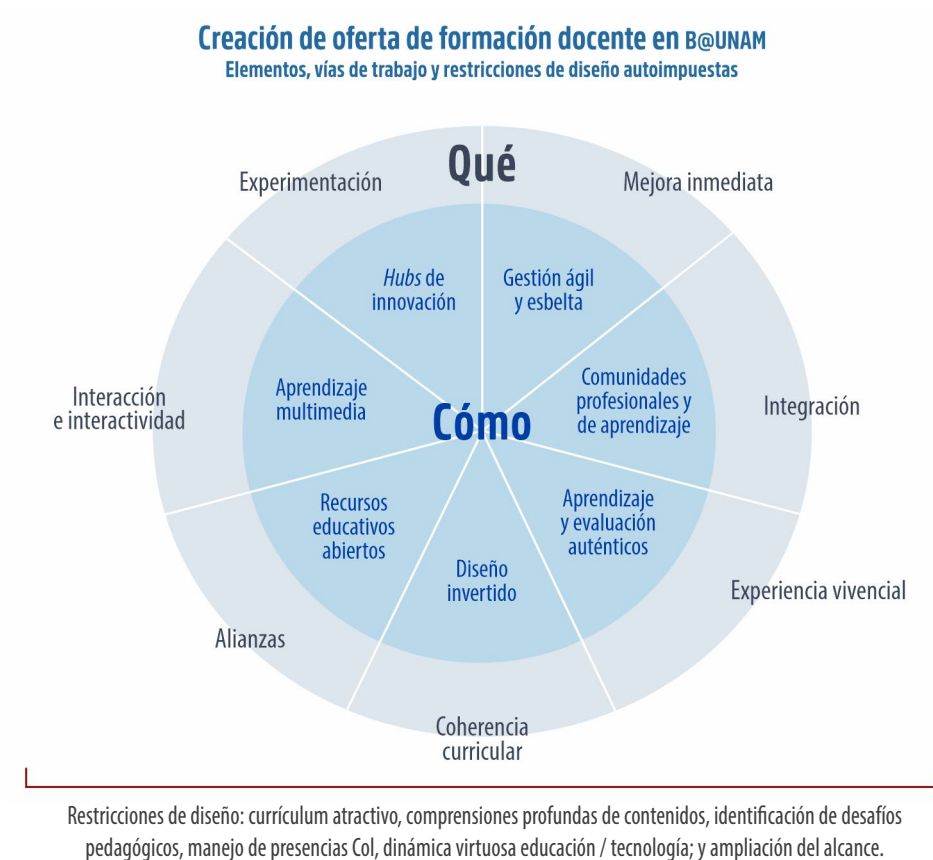 Creación de oferta de formación docente en B@UNAM
Elementos, vías de trabajo y restricciones de diseño autoimpuestas
Qué
Experimentación
Mejora inmediata
Hubs de
innovación
Gestión ágil
y esbelta
Interacción
e interactividad
Aprendizaje
multimedia
Cómo
Comunidades
profesionales y
de aprendizaje
Integración
Recursos
educativos
abiertos
Diseño
invertido
Aprendizaje
y evaluación
auténticos
Experiencia vivencial
Alianzas
Coherencia
curricular
Restricciones de diseño: currículum atractivo, comprensiones profundas de contenidos, identificación de desafíos
pedagógicos, manejo de presencias CoI, dinámica virtuosa educación / tecnología; y ampliación del alcance.